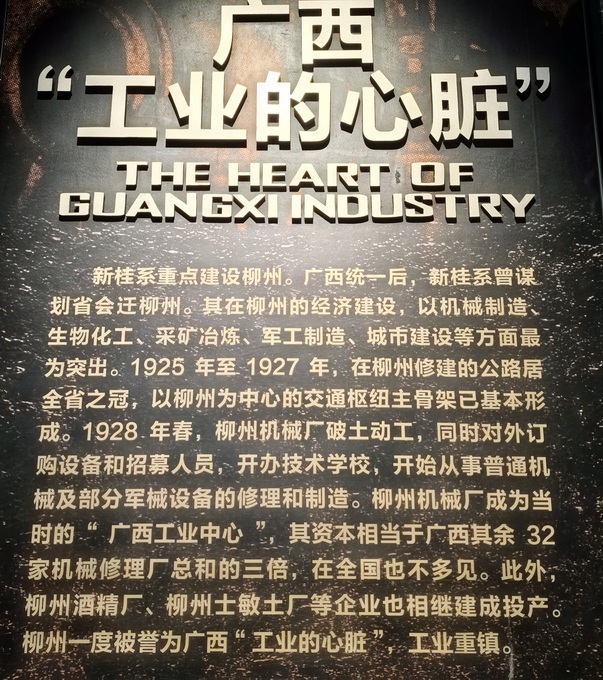 广西
“工业的心脏”
THE HEART OF
GUANGXI INDUSTRY
新桂系重点建设柳州。广西统一后，新桂系曾谋
划省会迁柳州。其在柳州的经济建设，以机械制造、
生物化工、采矿冶炼、军工制造、城市建设等方面最
为突出。1925 年至 1927 年，在柳州修建的公路居
全省之冠，以柳州为中心的交通枢纽主骨架已基本形
成。1928 年春，柳州机械厂破土动工，同时对外订
购设备和招募人员，开办技术学校，开始从事普通机
械及部分军械设备的修理和制造。柳州机械厂成为当
时的“ 广西工业中心 ”，其资本相当于广西其余 32
家机械修理厂总和的三倍，在全国也不多见。此外，
柳州酒精厂、柳州士敏土厂等企业也相继建成投产。
柳州一度被誉为广西“工业的心脏”，工业重镇。